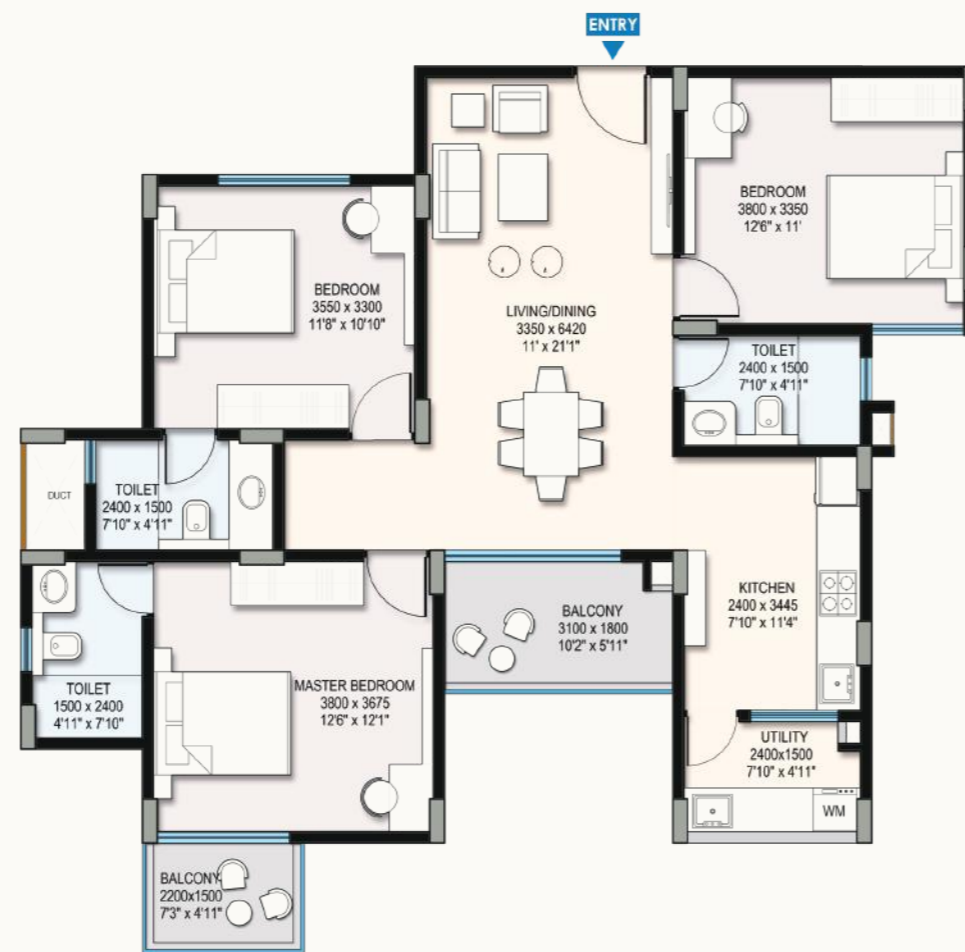 ENTRY
BEDROOM
3800 x 3350
12'6" x 11'
BEDROOM
3550 x 3300
11'8" x 10'10"
LIVING/DINING
3350 x 6420
11' x 21'1"
TOILET
2400 x 1500
7'10" x 4'11"
DUCT
TOILET
2400 x 1500
7'10" x 4'11"
KITCHEN
2400 x 3445
7'10" x 11'4"
BALCONY
3100 x 1800
10'2" x 5'11"
TOILET
1500 x 2400
4'11" x 7'10"
MASTER BEDROOM
3800 x 3675
12'6" x 12'1"
UTILITY
2400x1500
7'10" x 4'11"
WM
BALCONY
2200x1500
7'3" x 4'11"